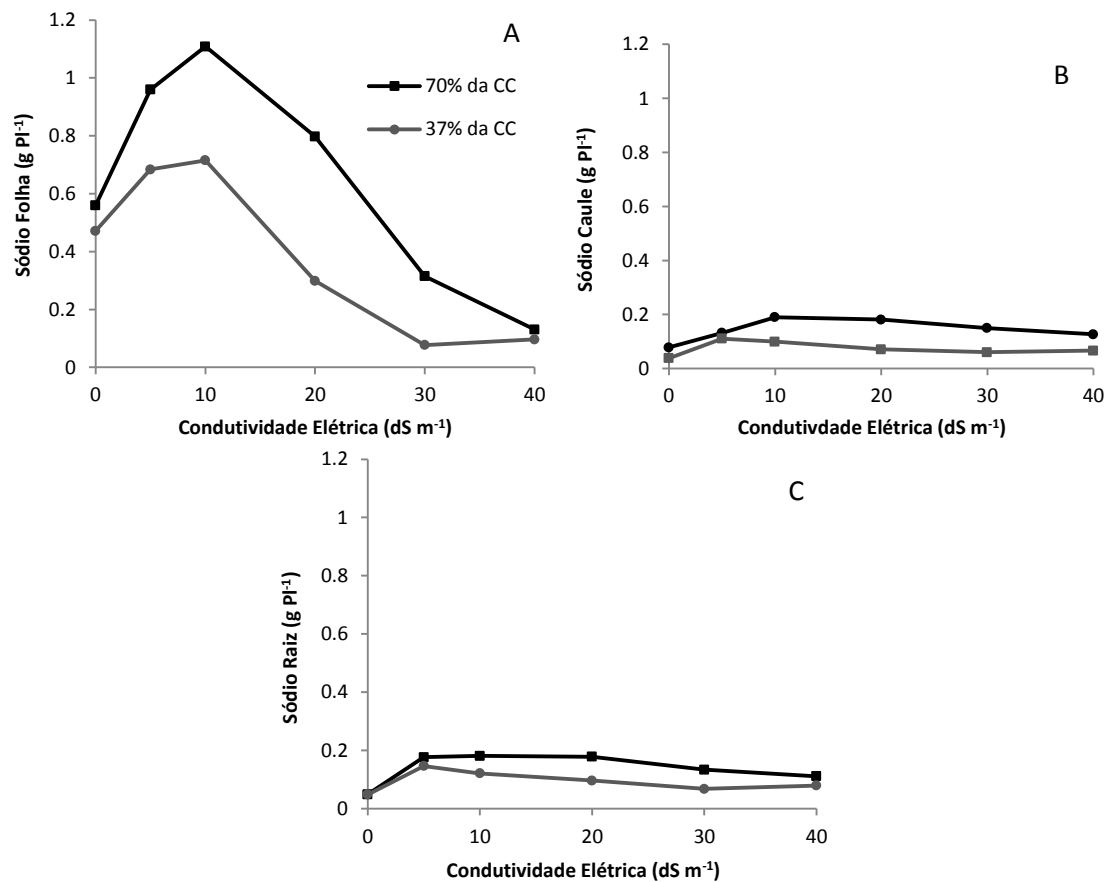 A
1.2
1
0.8
0.6
0.4
0.2
0
Sódio Folha (g Pl-1)
70% da CC
37% da CC
0 10 20 30 40
Condutividade Elétrica (dS m-1)
B
1.2
1
0.8
0.6
0.4
0.2
0
Sódio Caule (g Pl-1)
0 10 20 30 40
Condutivdade Elétrica (dS m-1)
C
1.2
1
0.8
0.6
0.4
0.2
0
Sódio Raiz (g Pl-1)
0 10 20 30 40
Condutividade Elétrica (dS m-1)